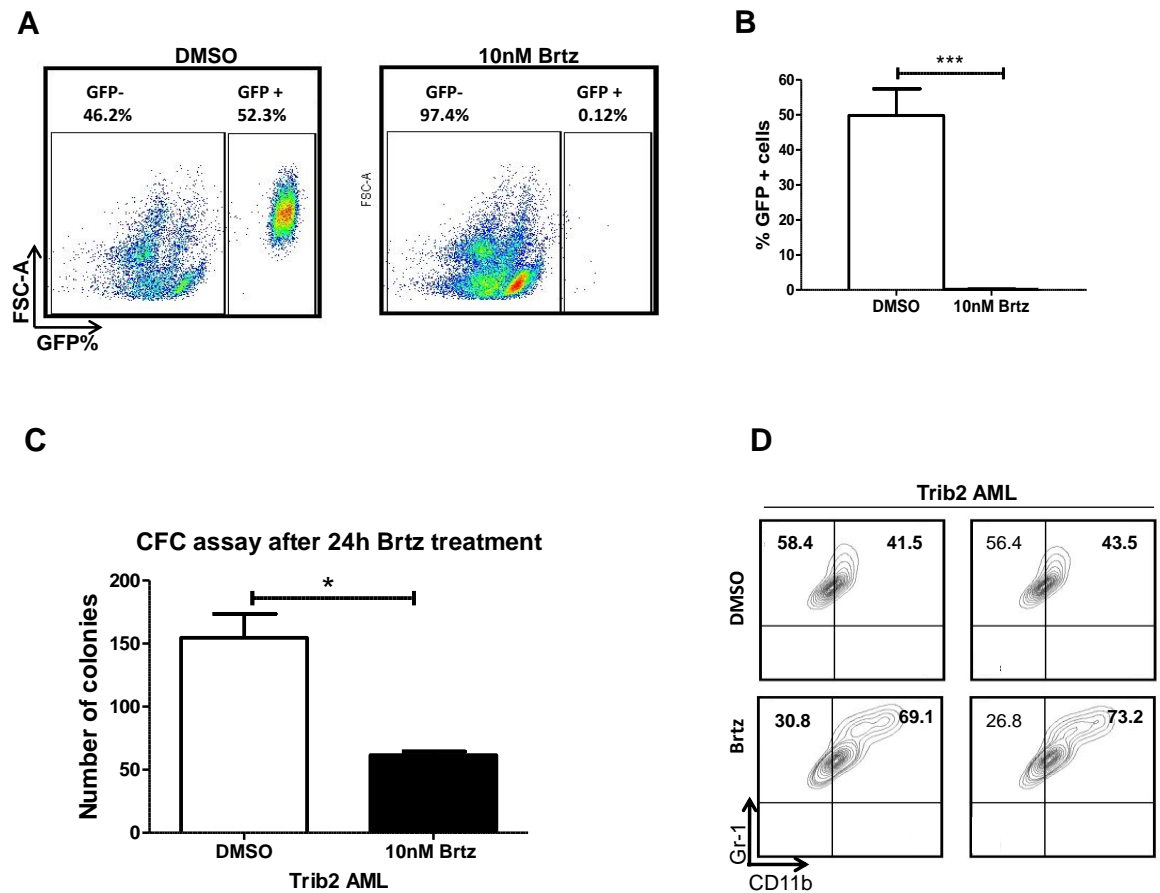 A
DMSO
GFP-
46.2%
GFP +
52.3%
FSC-A
GFP%
10nM Brtz
GFP-
97.4%
GFP +
0.12%
FSC-A
B
***
% GFP + cells
60
50
40
30
20
10
0
DMSO
10nM Brtz
C
CFC assay after 24h Brtz treatment
*
Number of colonies
200
150
100
50
0
DMSO
10nM Brtz
Trib2 AML
D
Trib2 AML
DMSO
58.4
41.5
56.4
43.5
Brtz
30.8
69.1
26.8
73.2
Gr-1
CD11b